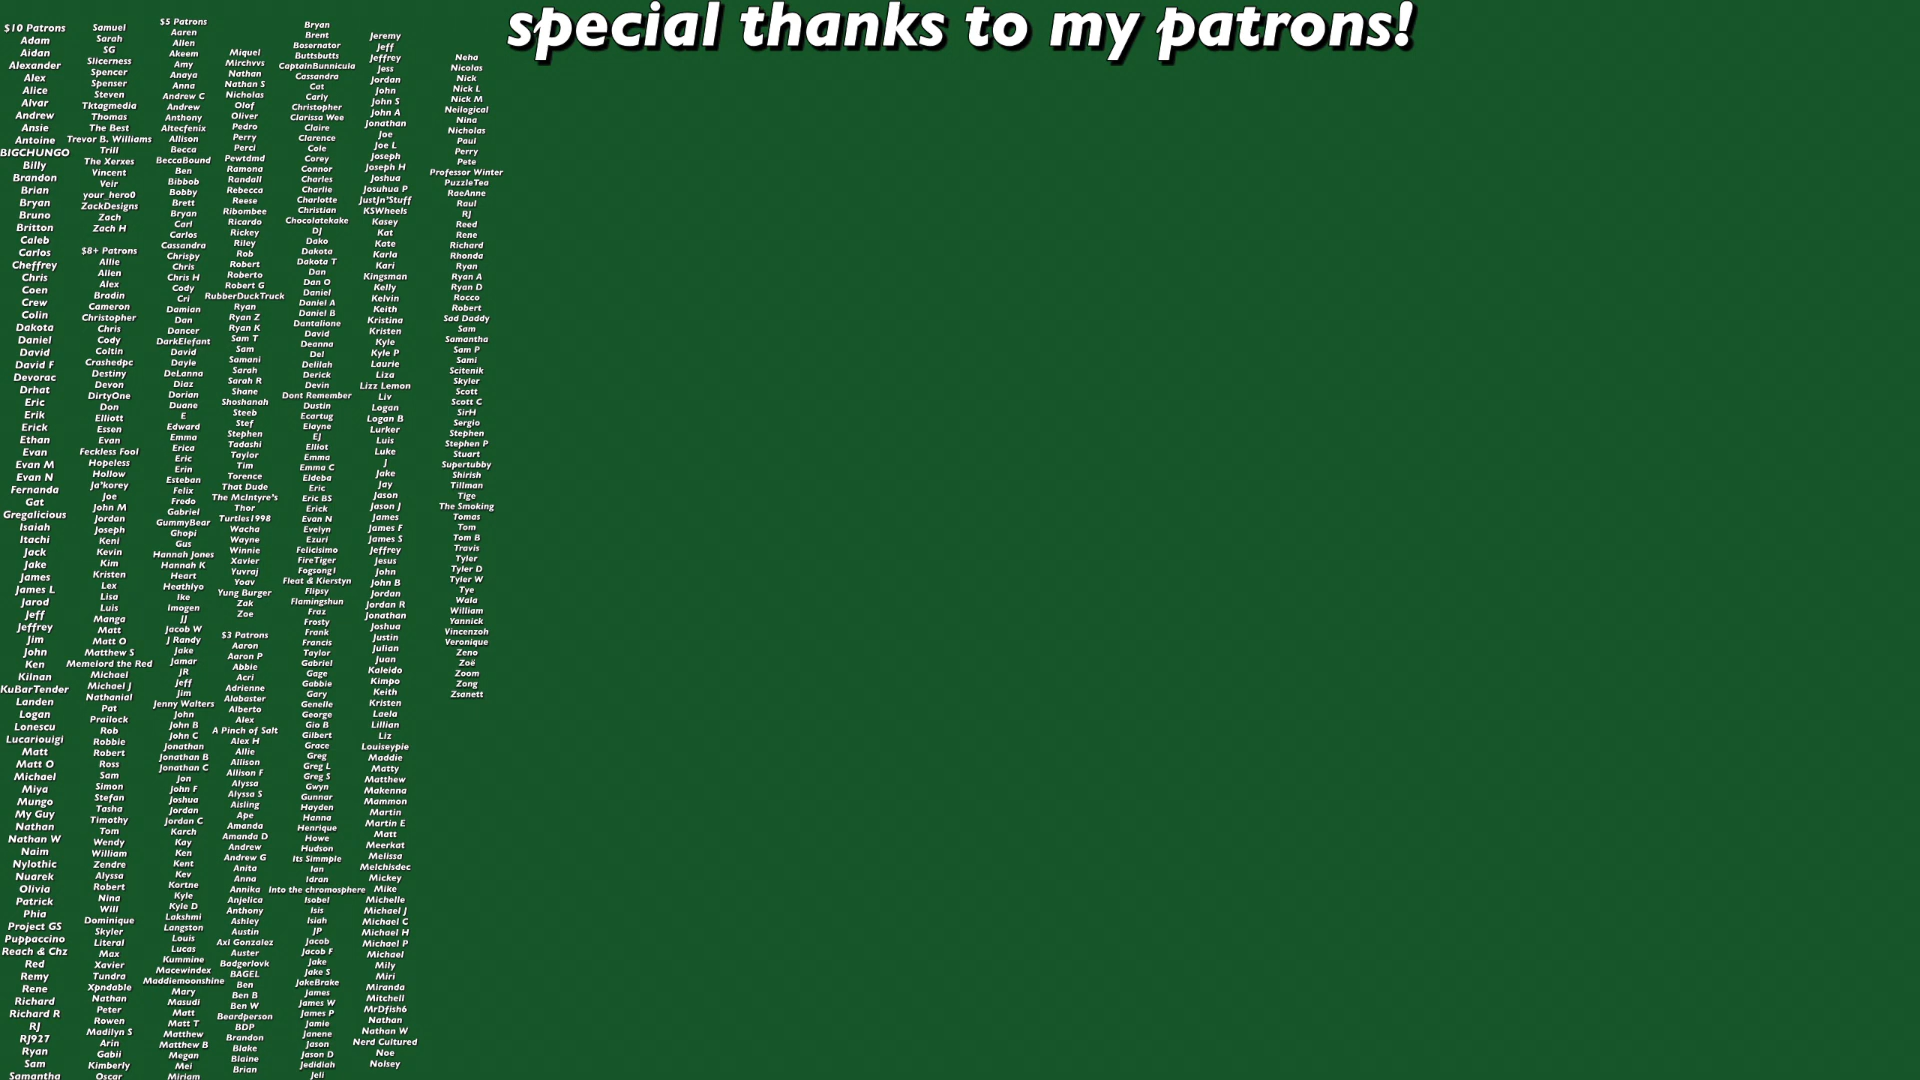 special thanks to my patrons!
$10 Patrons
Adam
Aidan
Alexander
Alex
Alice
Alvar
Andrew
Ansie
Antoine
BIGCHUNGO
Billy
Brandon
Brian
Bryan
Bruno
Britton
Caleb
Carlos
Cheffrey
Chris
Coen
Crew
Colin
Dakota
Daniel
David
David F
Devorac
Drhat
Eric
Erik
Erick
Ethan
Evan
Evan M
Evan N
Fernanda
Gat
Gregalicious
Isaiah
Itachi
Jack
Jake
James
James L
Jarod
Jeff
Jeffrey
Jim
John
Ken
Kilnan
KuBarTender
Landen
Logan
Lonescu
Lucariouigi
Matt
Matt O
Michael
Miya
Mungo
My Guy
Nathan
Nathan W
Naim
Nylothic
Nuarek
Olivia
Patrick
Phia
Project GS
Puppaccino
Reach & Chz
Red
Remy
Rene
Richard
Richard R
RJ
RJ927
Ryan
Sam
Samantha
Samuel
Sarah
SG
Slicerness
Spencer
Spenser
Steven
Tktagmedia
Thomas
The Best
Trevor B. Williams
Trill
The Xerxes
Vincent
Veir
your_hero0
ZackDesigns
Zach
Zach H
$8+ Patrons
Allie
Allen
Alex
Bradin
Cameron
Christopher
Chris
Cody
Coltin
Crashedpc
Destiny
Devon
DirtyOne
Don
Elliott
Essen
Evan
Feckless Fool
Hopeless
Hollow
Ja'korey
Joe
John M
Jordan
Joseph
Keni
Kevin
Kim
Kristen
Lex
Lisa
Luis
Manga
Matt
Matt O
Matthew S
Memelord the Red
Michael
Michael J
Nathanial
Pat
Prailock
Rob
Robbie
Robert
Ross
Sam
Simon
Stefan
Tasha
Timothy
Tom
Wendy
William
Zendre
Alyssa
Robert
Nina
Will
Dominique
Skyler
Literal
Max
Xavier
Tundra
Xpndable
Nathan
Peter
Rowen
Madilyn S
Arin
Gabii
Kimberly
Oscar
$5 Patrons
Aaren
Allen
Akeem
Amy
Anaya
Anna
Andrew C
Andrew
Anthony
Altecfenix
Allison
Becca
BeccaBound
Ben
Bibbob
Bobby
Brett
Bryan
Carl
Carlos
Cassandra
Chrispy
Chris
Chris H
Cody
Cri
Damian
Dan
Dancer
DarkElefant
David
Dayle
DeLanna
Diaz
Dorian
Duane
E
Edward
Emma
Erica
Eric
Erin
Esteban
Felix
Fredo
Gabriel
GummyBear
Ghopi
Gus
Hannah Jones
Hannah K
Heart
Heathiyo
Ike
Imogen
JJ
Jacob W
J Randy
Jake
Jamar
JR
Jeff
Jim
Jenny Walters
John
John B
John C
Jonathan
Jonathan B
Jonathan C
Jon
John F
Joshua
Jordan
Jordan C
Karch
Kay
Ken
Kent
Kev
Kortne
Kyle
Kyle D
Lakshmi
Langston
Louis
Lucas
Kummine
Macewindex
Maddiemoonshine
Mary
Masudi
Matt
Matt T
Matthew
Matthew B
Megan
Mei
Miriam
Miquel
Mirchvvs
Nathan
Nathan S
Nicholas
Olof
Oliver
Pedro
Perry
Perci
Pewtdmd
Ramona
Randall
Rebecca
Reese
Ribombee
Ricardo
Rickey
Riley
Rob
Robert
Roberto
Robert G
RubberDuckTruck
Ryan
Ryan Z
Ryan K
Sam T
Sam
Samani
Sarah
Sarah R
Shane
Shoshanah
Steeb
Stef
Stephen
Tadashi
Taylor
Tim
Torence
That Dude
The McIntyre's
Thor
Turtles1998
Wacha
Wayne
Winnie
Xavier
Yuvraj
Yoav
Yung Burger
Zak
Zoe
$3 Patrons
Aaron
Aaron P
Abbie
Acri
Adrienne
Alabaster
Alberto
Alex
A Pinch of Salt
Alex H
Allie
Allison
Allison F
Alyssa
Alyssa S
Aisling
Ape
Amanda
Amanda D
Andrew
Andrew G
Anita
Anna
Annika
Anjelica
Anthony
Ashley
Austin
Axl Gonzalez
Auster
Badgerlovk
BAGEL
Ben
Ben B
Ben W
Beardperson
BDP
Brandon
Blake
Blaine
Brian
Bryan
Brent
Bosernator
Buttsbutts
CaptainBunnicula
Cassandra
Cat
Carly
Christopher
Clarissa Wee
Claire
Clarence
Cole
Corey
Connor
Charles
Charlie
Charlotte
Christian
Chocolatekake
DJ
Dako
Dakota
Dakota T
Dan
Dan O
Daniel
Daniel A
Daniel B
Dantalione
David
Deanna
Del
Delilah
Derick
Devin
Dont Remember
Dustin
Ecartug
Elayne
EJ
Elliot
Emma
Emma C
Eldeba
Eric
Eric BS
Erick
Evan N
Evelyn
Ezurl
Felicisimo
FireTiger
Fogsong1
Fleat & Kierstyn
Flipsy
Flamingshun
Fraz
Frosty
Frank
Francis
Taylor
Gabriel
Gage
Gabbie
Gary
Genelle
George
Gio B
Gilbert
Grace
Greg
Greg L
Greg S
Gwyn
Gunnar
Hayden
Hanna
Henrique
Howe
Hudson
Its Simmple
Ian
Idran
Into the chromosphere
Isobel
Isis
Isiah
JP
Jacob
Jacob F
Jake
Jake S
JakeBrake
James
James W
James P
Jamie
Janene
Jason
Jason D
Jedidiah
Jeli
Jeremy
Jeff
Jeffrey
Jess
Jordan
John
John S
John A
Jonathan
Joe
Joe L
Joseph
Joseph H
Joshua
Josuhua P
JustJn'Stuff
KSWheels
Kasey
Kat
Kate
Karla
Kari
Kingsman
Kelly
Kelvin
Keith
Kristina
Kristen
Kyle
Kyle P
Laurie
Liza
Lizz Lemon
Liv
Logan
Logan B
Lurker
Luis
Luke
J
Jake
Jay
Jason
Jason J
James
James F
James S
Jeffrey
Jesus
John
John B
Jordan
Jordan R
Jonathan
Joshua
Justin
Julian
Juan
Kaleido
Kimpo
Keith
Kristen
Laela
Lillian
Liz
Louiseypie
Maddie
Matty
Matthew
Makenna
Mammon
Martin
Martin E
Matt
Meerkat
Melissa
Melchisdec
Mickey
Mike
Michelle
Michael J
Michael C
Michael H
Michael P
Michael
Mily
Miri
Miranda
Mitchell
MrDfish6
Nathan
Nathan W
Nerd Cultured
Noe
Nolsey
Neha
Nicolas
Nick
Nick L
Nick M
Neilogical
Nina
Nicholas
Paul
Perry
Pete
Professor Winter
PuzzleTea
RaeAnne
Raul
RJ
Reed
Rene
Richard
Rhonda
Ryan
Ryan A
Ryan D
Rocco
Robert
Sad Daddy
Sam
Samantha
Sam P
Sami
Scitenik
Skyler
Scott
Scott C
SirH
Sergio
Stephen
Stephen P
Stuart
Supertubby
Shirish
Tillman
Tige
The Smoking
Tomas
Tom
Tom B
Travis
Tyler
Tyler D
Tyler W
Tye
Wala
William
Yannick
Vincenzoh
Veronique
Zeno
Zoë
Zoom
Zong
Zsanett